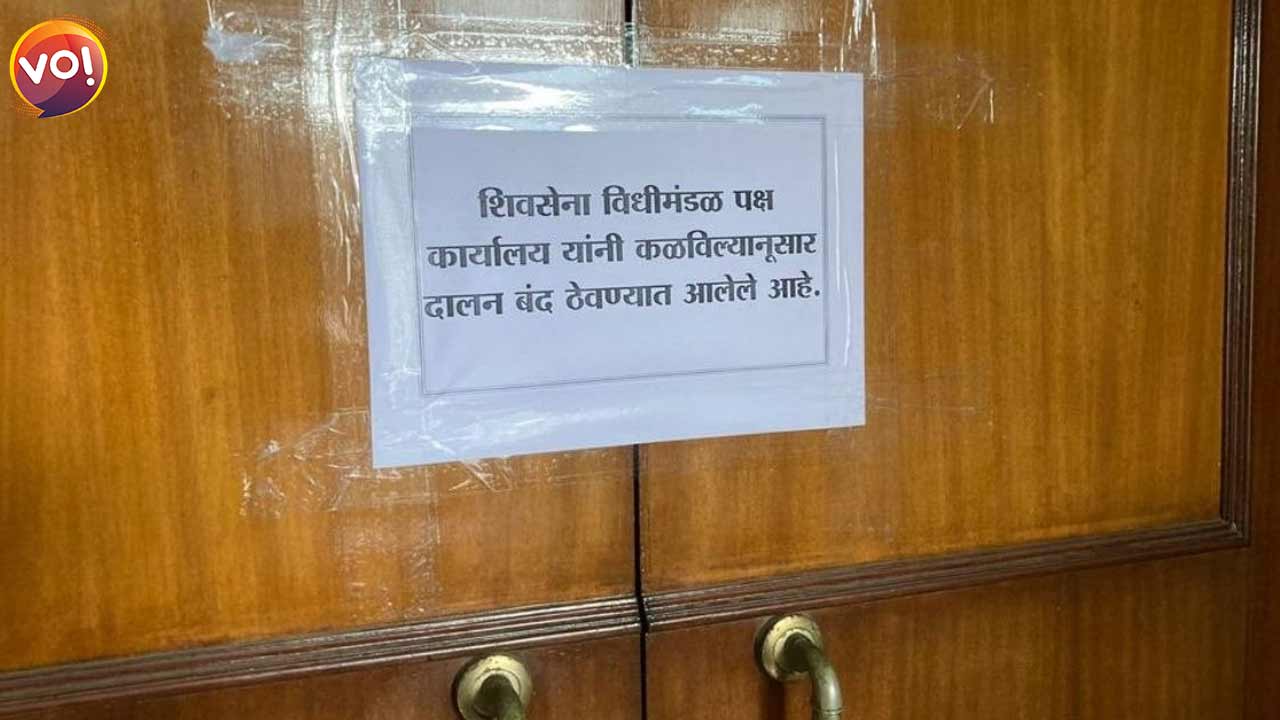 VO!
शिवसेना विधीमंडळ पक्ष
कार्यालय यांनी कळविल्यानूसार
दालन बंद ठेवण्यात आलेले आहे.